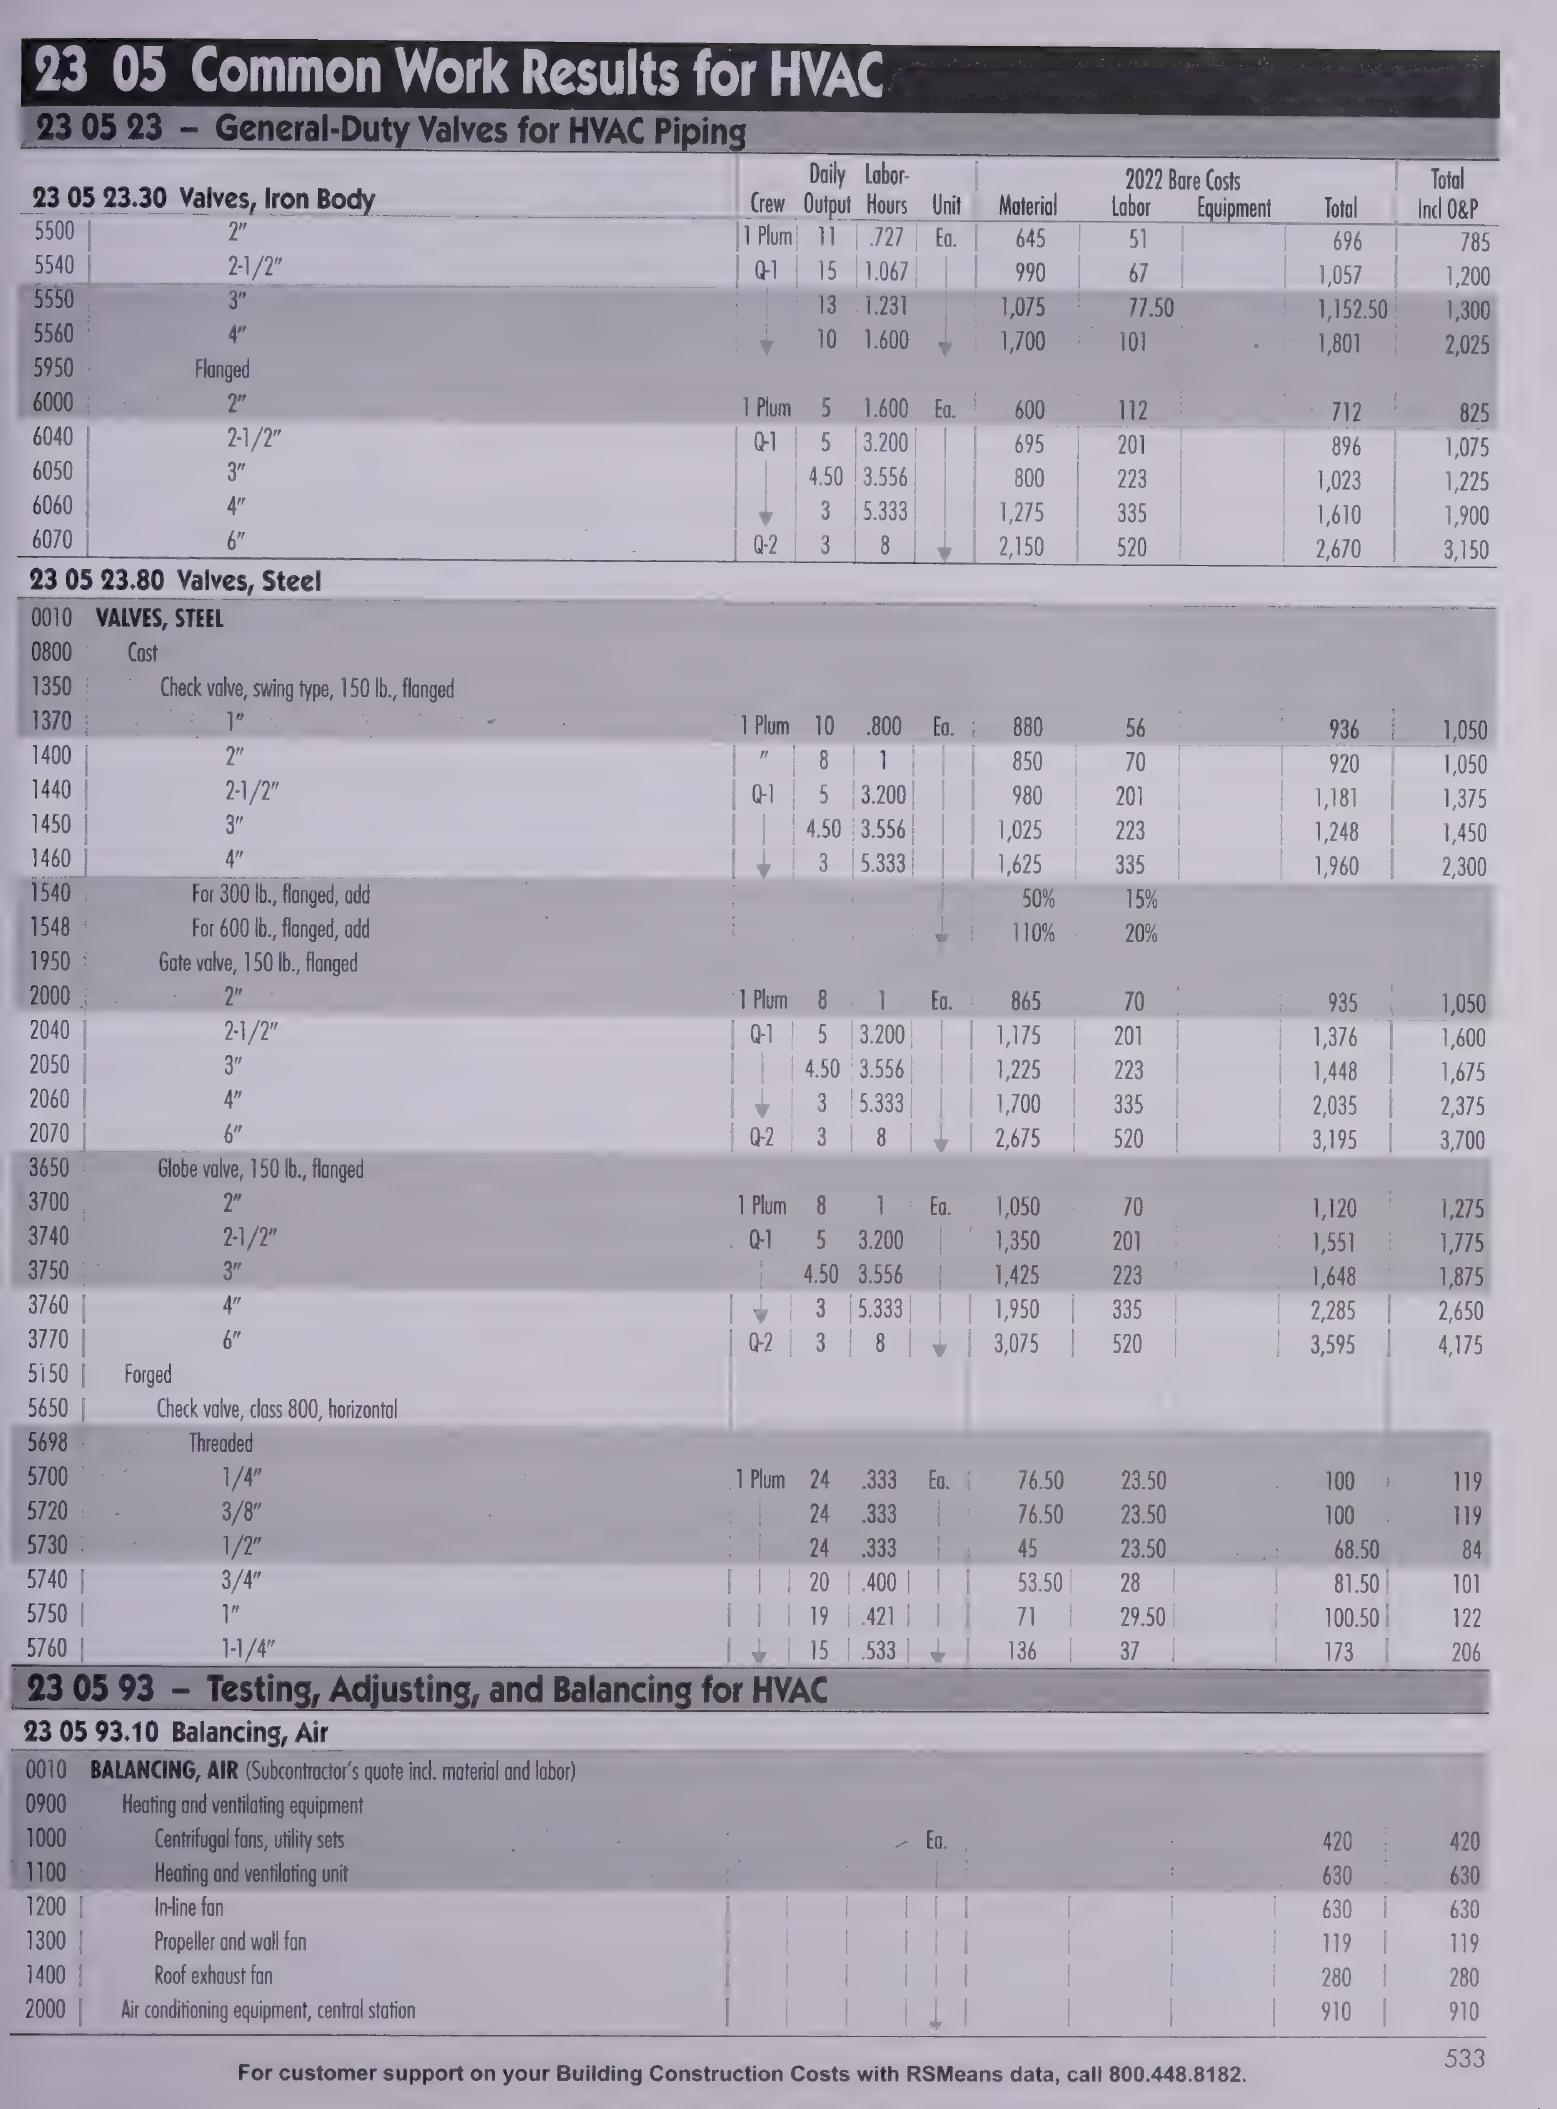 23 05 Common Work Results for HVAC
23 05 23 – General-Duty Valves for HVAC Piping
Daily Labor- 2022 Bare Costs Total
23 05 23.30 Valves, Iron Body Crew Output Hours Unit Material Labor Equipment Total Incl O&P
5500 2" 1 Plum 11 .727 Ea. 645 51 696 785
5540 2-1/2" Q-1 15 1.067 990 67 1,057 1,200
5550 3" 13 1.231 1,075 77.50 1,152.50 1,300
5560 4" 10 1.600 1,700 101 1,801 2,025
5950 Flanged
6000 2" 1 Plum 5 1.600 Ea. 600 112 712 825
6040 2-1/2" Q-1 5 3.200 695 201 896 1,075
6050 3" 4.50 3.556 800 223 1,023 1,225
6060 4" 3 5.333 1,275 335 1,610 1,900
6070 6" Q-2 3 8 2,150 520 2,670 3,150
23 05 23.80 Valves, Steel
0010 VALVES, STEEL
0800 Cast
1350 Check valve, swing type, 150 lb., flanged
1370 1" 1 Plum 10 .800 Ea. 880 56 936 1,050
1400 2" " 8 1 850 70 920 1,050
1440 2-1/2" Q-1 5 3.200 980 201 1,181 1,375
1450 3" 4.50 3.556 1,025 223 1,248 1,450
1460 4" 3 5.333 1,625 335 1,960 2,300
1540 For 300 lb., flanged, add 50% 15%
1548 For 600 lb., flanged, add 110% 20%
1950 Gate valve, 150 lb., flanged
2000 2" 1 Plum 8 1 Ea. 865 70 935 1,050
2040 2-1/2" Q-1 5 3.200 1,175 201 1,376 1,600
2050 3" 4.50 3.556 1,225 223 1,448 1,675
2060 4" 3 5.333 1,700 335 2,035 2,375
2070 6" Q-2 3 8 2,675 520 3,195 3,700
3650 Globe valve, 150 lb., flanged
3700 2" 1 Plum 8 1 Ea. 1,050 70 1,120 1,275
3740 2-1/2" Q-1 5 3.200 1,350 201 1,551 1,775
3750 3" 4.50 3.556 1,425 223 1,648 1,875
3760 4" 3 5.333 1,950 335 2,285 2,650
3770 6" Q-2 3 8 3,075 520 3,595 4,175
5150 Forged
5650 Check valve, class 800, horizontal
5698 Threaded
5700 1/4" 1 Plum 24 .333 Ea. 76.50 23.50 100 119
5720 3/8" 24 .333 76.50 23.50 100 119
5730 1/2" 24 .333 45 23.50 68.50 84
5740 3/4" 20 .400 53.50 28 81.50 101
5750 1" 19 .421 71 29.50 100.50 122
5760 1-1/4" 15 .533 136 37 173 206
23 05 93 – Testing, Adjusting, and Balancing for HVAC
23 05 93.10 Balancing, Air
0010 BALANCING, AIR (Subcontractor's quote incl. material and labor)
0900 Heating and ventilating equipment
1000 Centrifugal fans, utility sets Ea. 420 420
1100 Heating and ventilating unit 630 630
1200 In-line fan 630 630
1300 Propeller and wall fan 119 119
1400 Roof exhaust fan 280 280
2000 Air conditioning equipment, central station 910 910
For customer support on your Building Construction Costs with RSMeans data, call 800.448.8182.
533